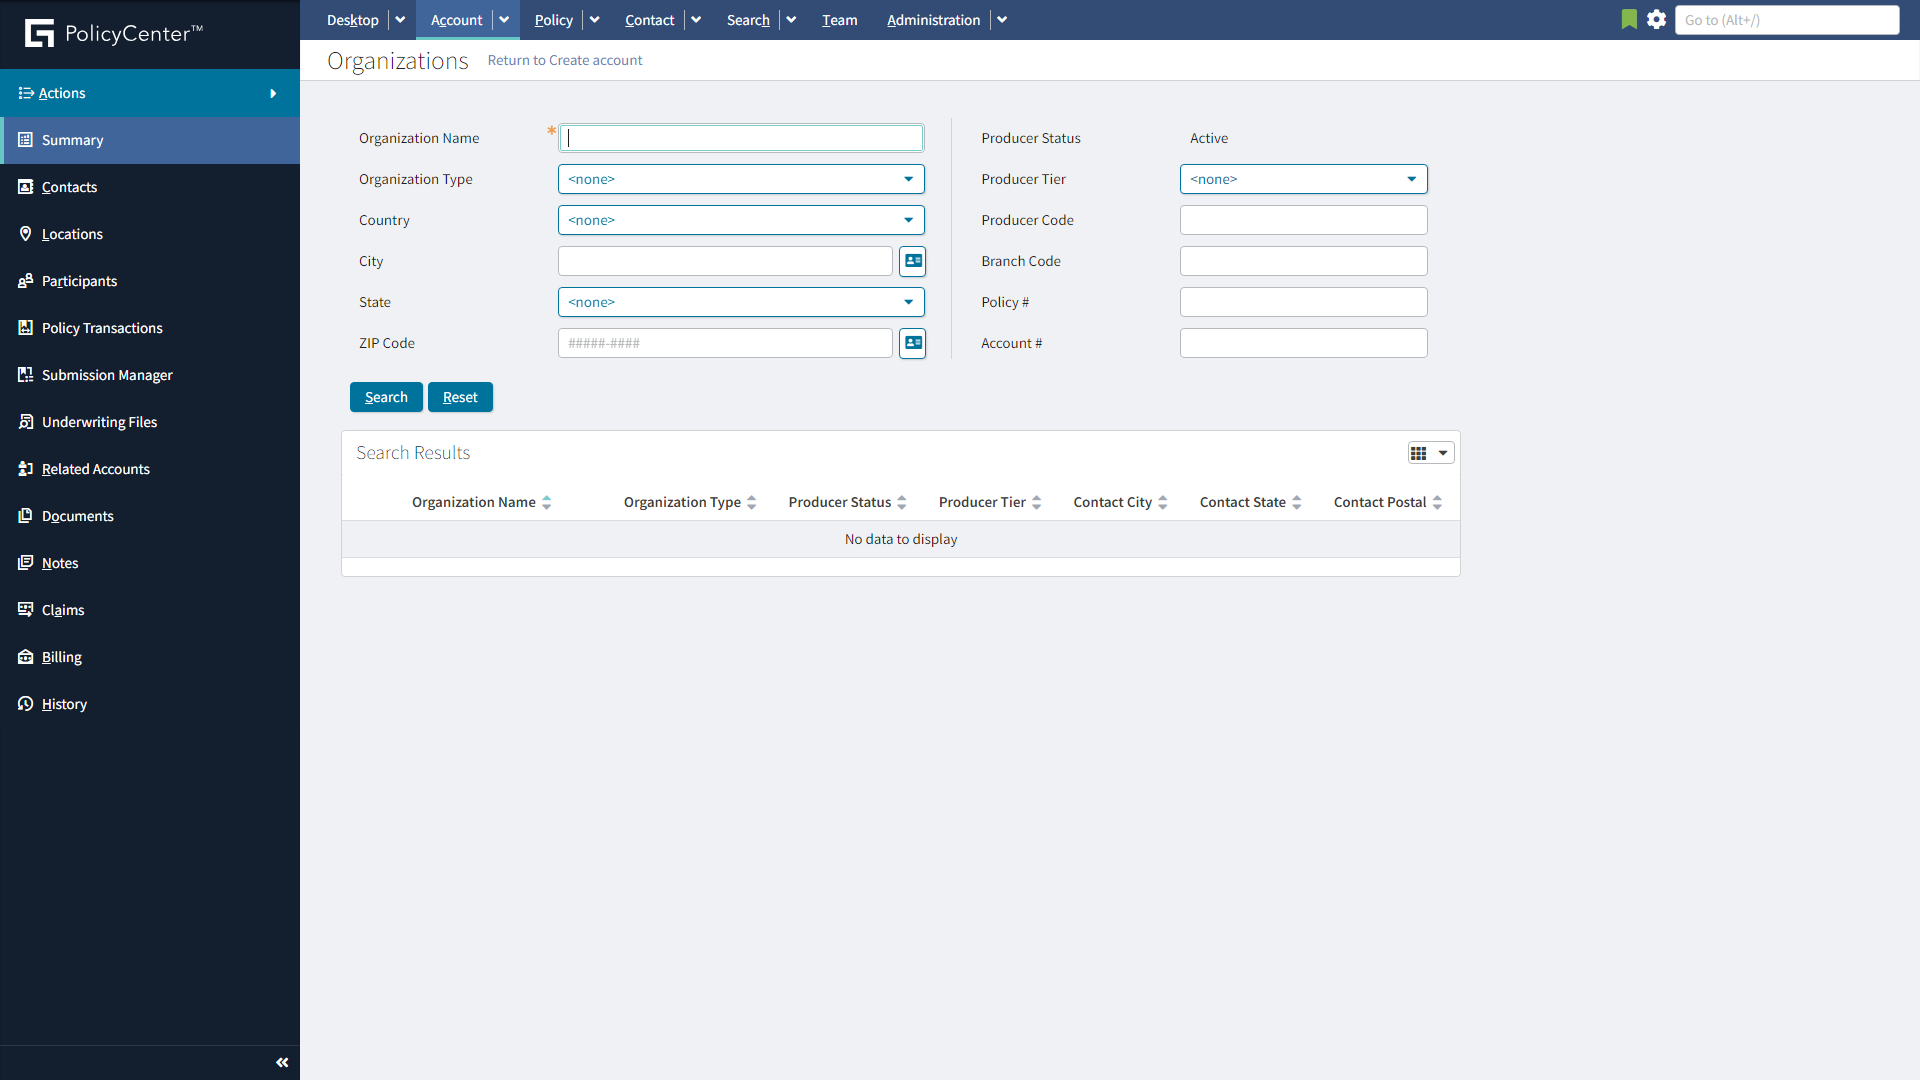 PolicyCenter™
Desktop
Account
Policy
Contact
Search
Team
Administration
Go to (Alt+/)
Organizations
Return to Create account
Actions
Summary
Contacts
Locations
Participants
Policy Transactions
Submission Manager
Underwriting Files
Related Accounts
Documents
Notes
Claims
Billing
History
Organization Name *
Organization Type <none>
Country <none>
City
State <none>
ZIP Code #####-####
Producer Status Active
Producer Tier <none>
Producer Code
Branch Code
Policy #
Account #
Search Reset
Search Results
Organization Name Organization Type Producer Status Producer Tier Contact City Contact State Contact Postal
No data to display